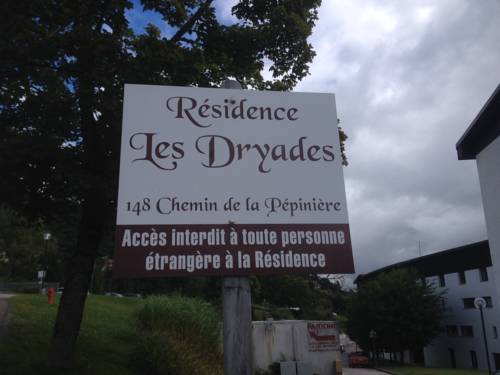 Résidence
Les Dryades
148 Chemin de la Pépinière
Accès interdit à toute personne
étrangère à la Résidence